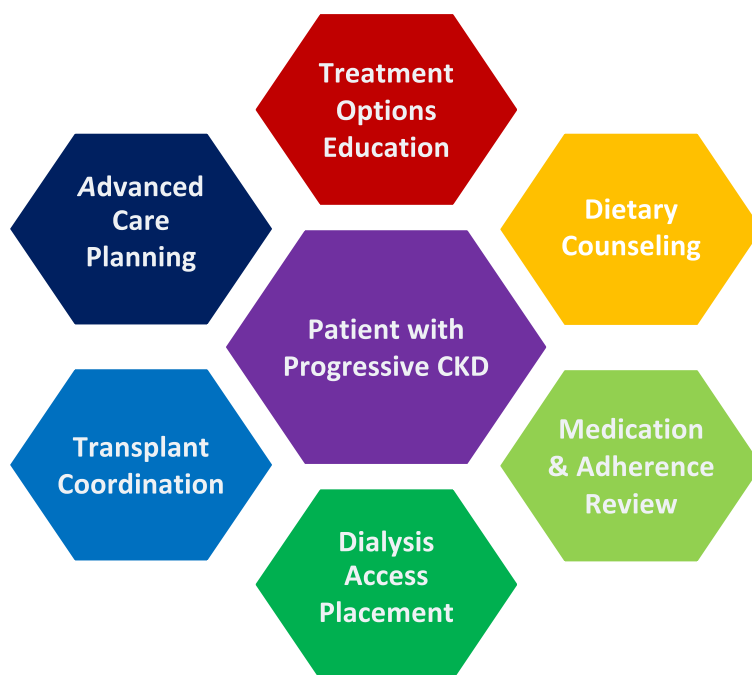 Treatment
Options
Education
Advanced
Care
Planning
Dietary
Counseling
Patient with
Progressive CKD
Transplant
Coordination
Medication
& Adherence
Review
Dialysis
Access
Placement